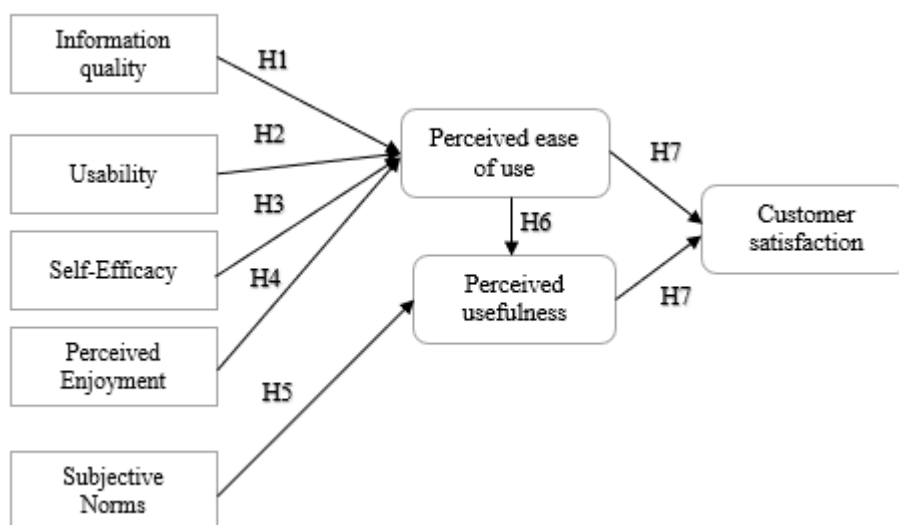 Information
quality
H1
Usability
H2
Self-Efficacy
H3
Perceived
Enjoyment
H4
Subjective
Norms
H5
Perceived ease
of use
H6
Perceived
usefulness
H7
H7
Customer
satisfaction